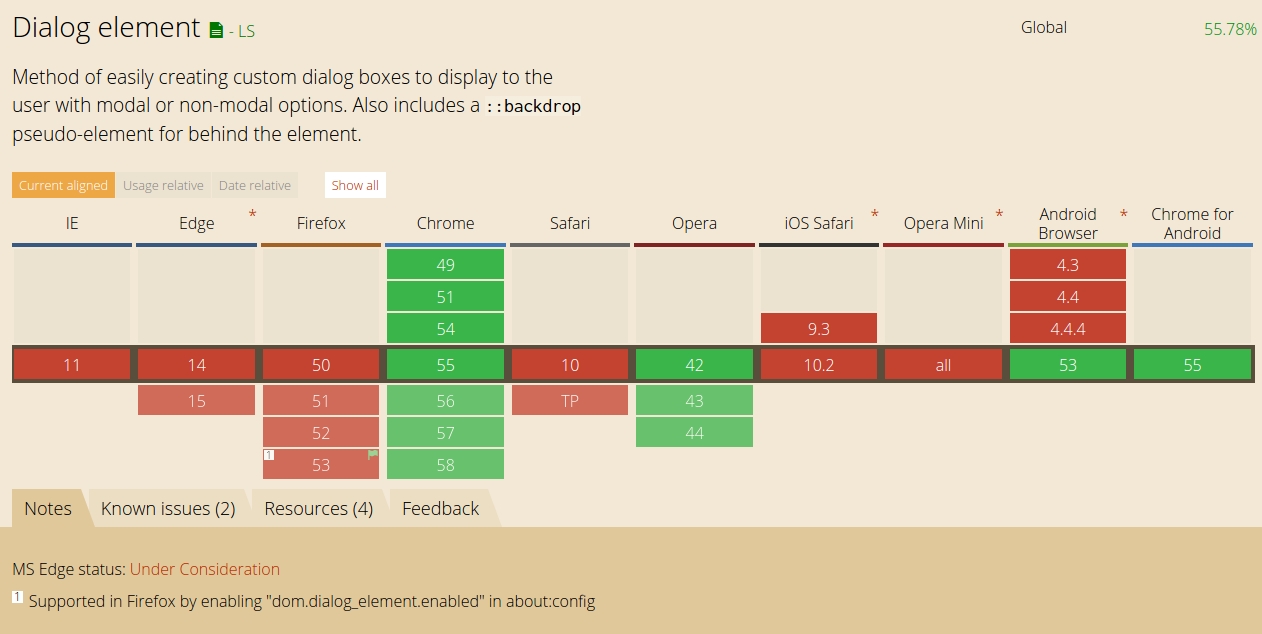 Dialog element - LS
Global 55.78%
Method of easily creating custom dialog boxes to display to the
user with modal or non-modal options. Also includes a ::backdrop
pseudo-element for behind the element.
Current aligned Usage relative Date relative Show all
IE Edge * Firefox Chrome Safari Opera iOS Safari * Opera Mini * Android Browser * Chrome for Android
49 4.3
51 4.4
54 9.3 4.4.4
11 14 50 55 10 42 10.2 all 53 55
15 51 56 TP 43
52 57 44
1 53 58
Notes Known issues (2) Resources (4) Feedback
MS Edge status: Under Consideration
1 Supported in Firefox by enabling "dom.dialog_element.enabled" in about:config